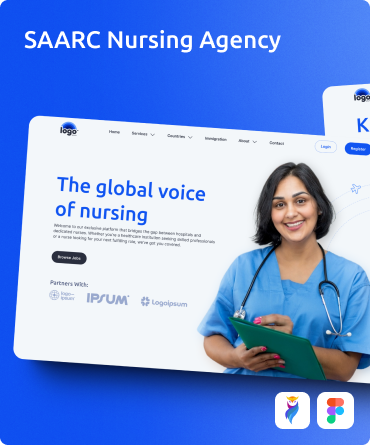 SAARC Nursing Agency
logo
Home Services Countries Immigration About Contact
Login Register
logo
K
The global voice
of nursing
Welcome to our exclusive platform that bridges the gap between hospitals and
dedicated nurses. Whether you're a healthcare institution seeking skilled professionals
or a nurse looking for your next fulfilling role, we've got you covered.
Browse Jobs
Partners With:
logo
ipsum
IPSUM
Logoipsum